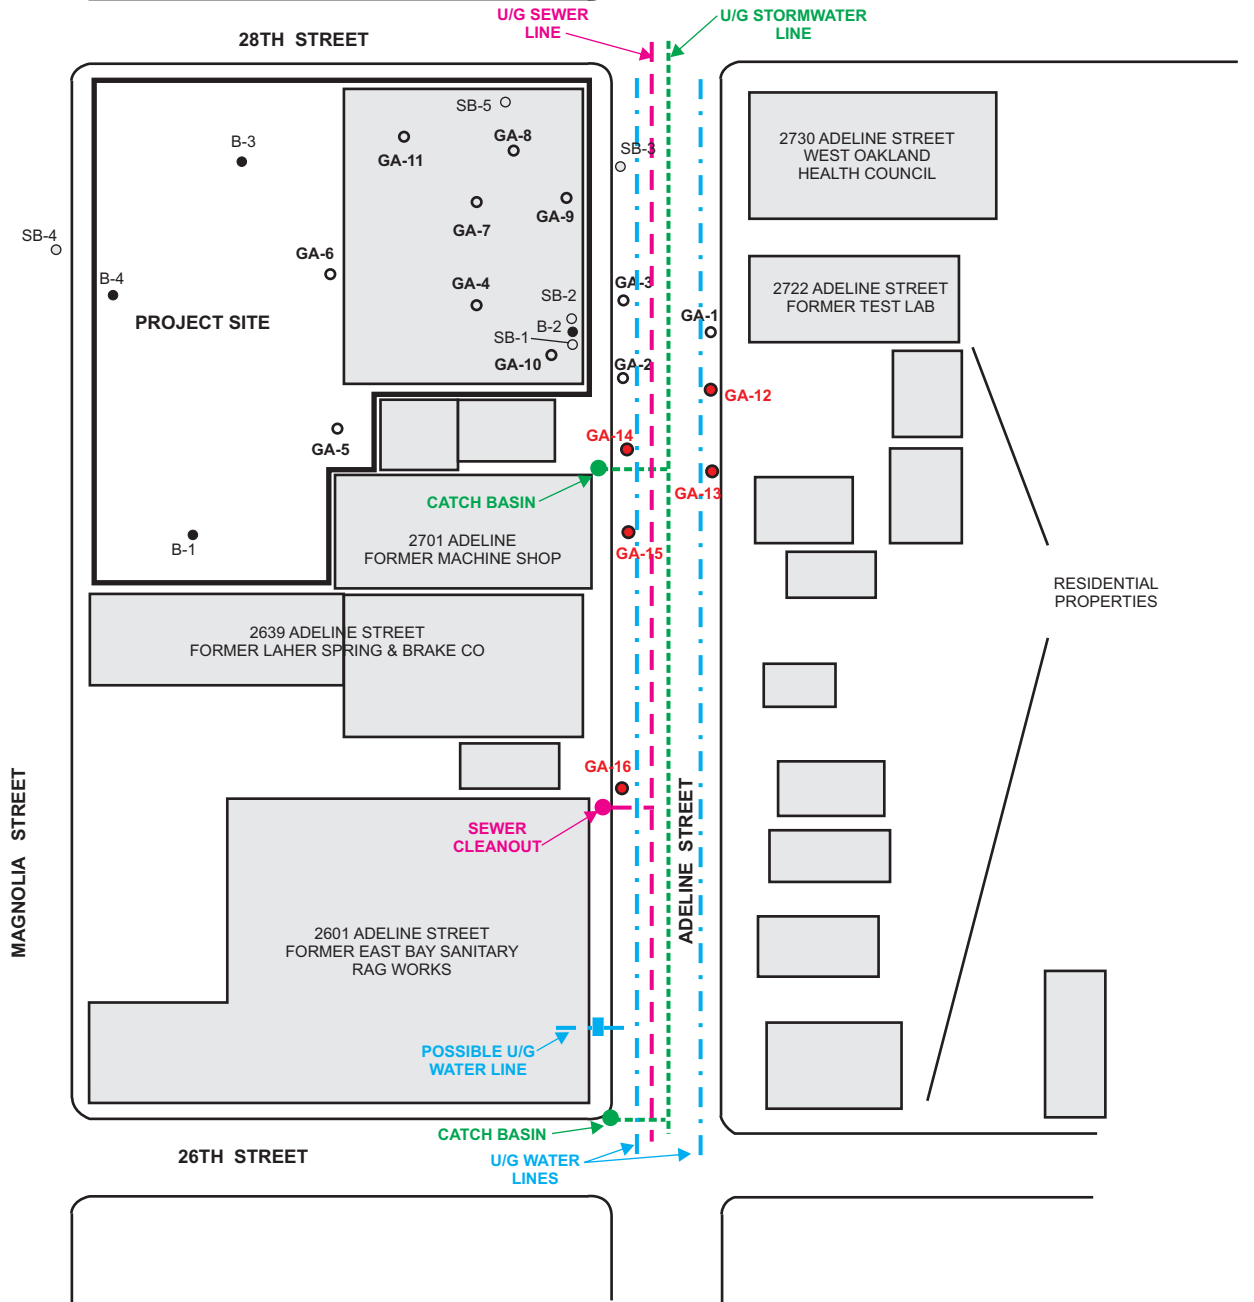 U/G SEWER
LINE
U/G STORMWATER
LINE
28TH STREET
SB-5
B-3
GA-11
GA-8
SB-3
2730 ADELINE STREET
WEST OAKLAND
HEALTH COUNCIL
GA-7
GA-9
SB-4
GA-6
B-4
GA-4
GA-3
SB-2
2722 ADELINE STREET
FORMER TEST LAB
PROJECT SITE
GA-1
B-2
SB-1
GA-10
GA-2
GA-12
GA-14
GA-5
GA-13
CATCH BASIN
B-1
2701 ADELINE
FORMER MACHINE SHOP
GA-15
RESIDENTIAL
PROPERTIES
2639 ADELINE STREET
FORMER LAHER SPRING & BRAKE CO
GA-16
MAGNOLIA STREET
ADELINE STREET
SEWER
CLEANOUT
2601 ADELINE STREET
FORMER EAST BAY SANITARY
RAG WORKS
POSSIBLE U/G
WATER LINE
CATCH BASIN
26TH STREET
U/G WATER
LINES